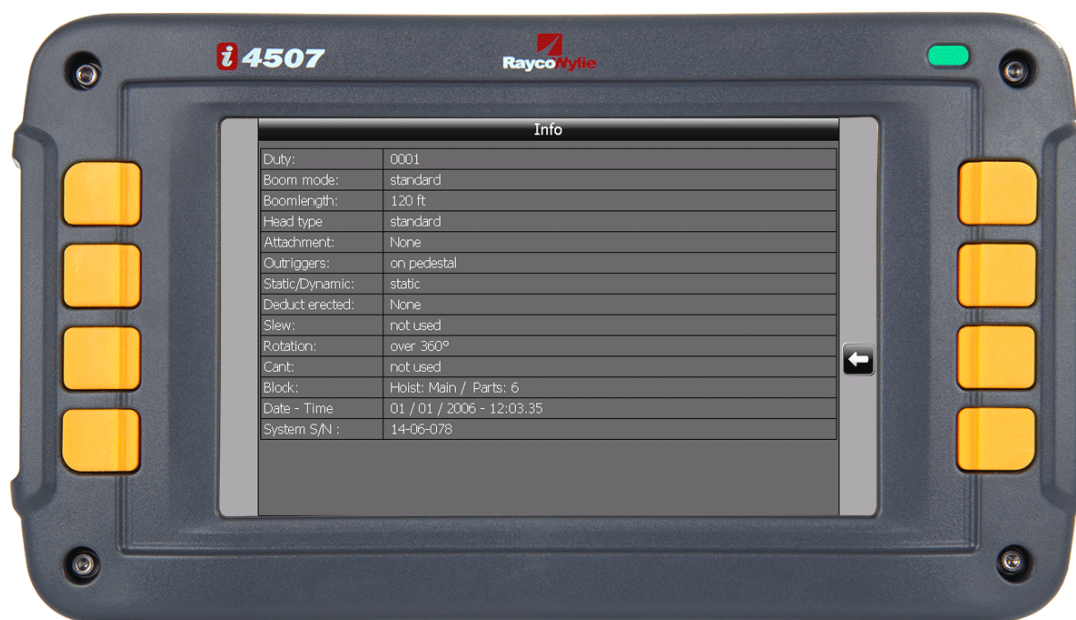 i 4507
RaycoWylie
Info
Duty: 0001
Boom mode: standard
Boomlength: 120 ft
Head type standard
Attachment: None
Outriggers: on pedestal
Static/Dynamic: static
Deduct erected: None
Slew: not used
Rotation: over 360°
Cant: not used
Block: Hoist: Main / Parts: 6
Date - Time 01 / 01 / 2006 - 12:03.35
System S/N : 14-06-078